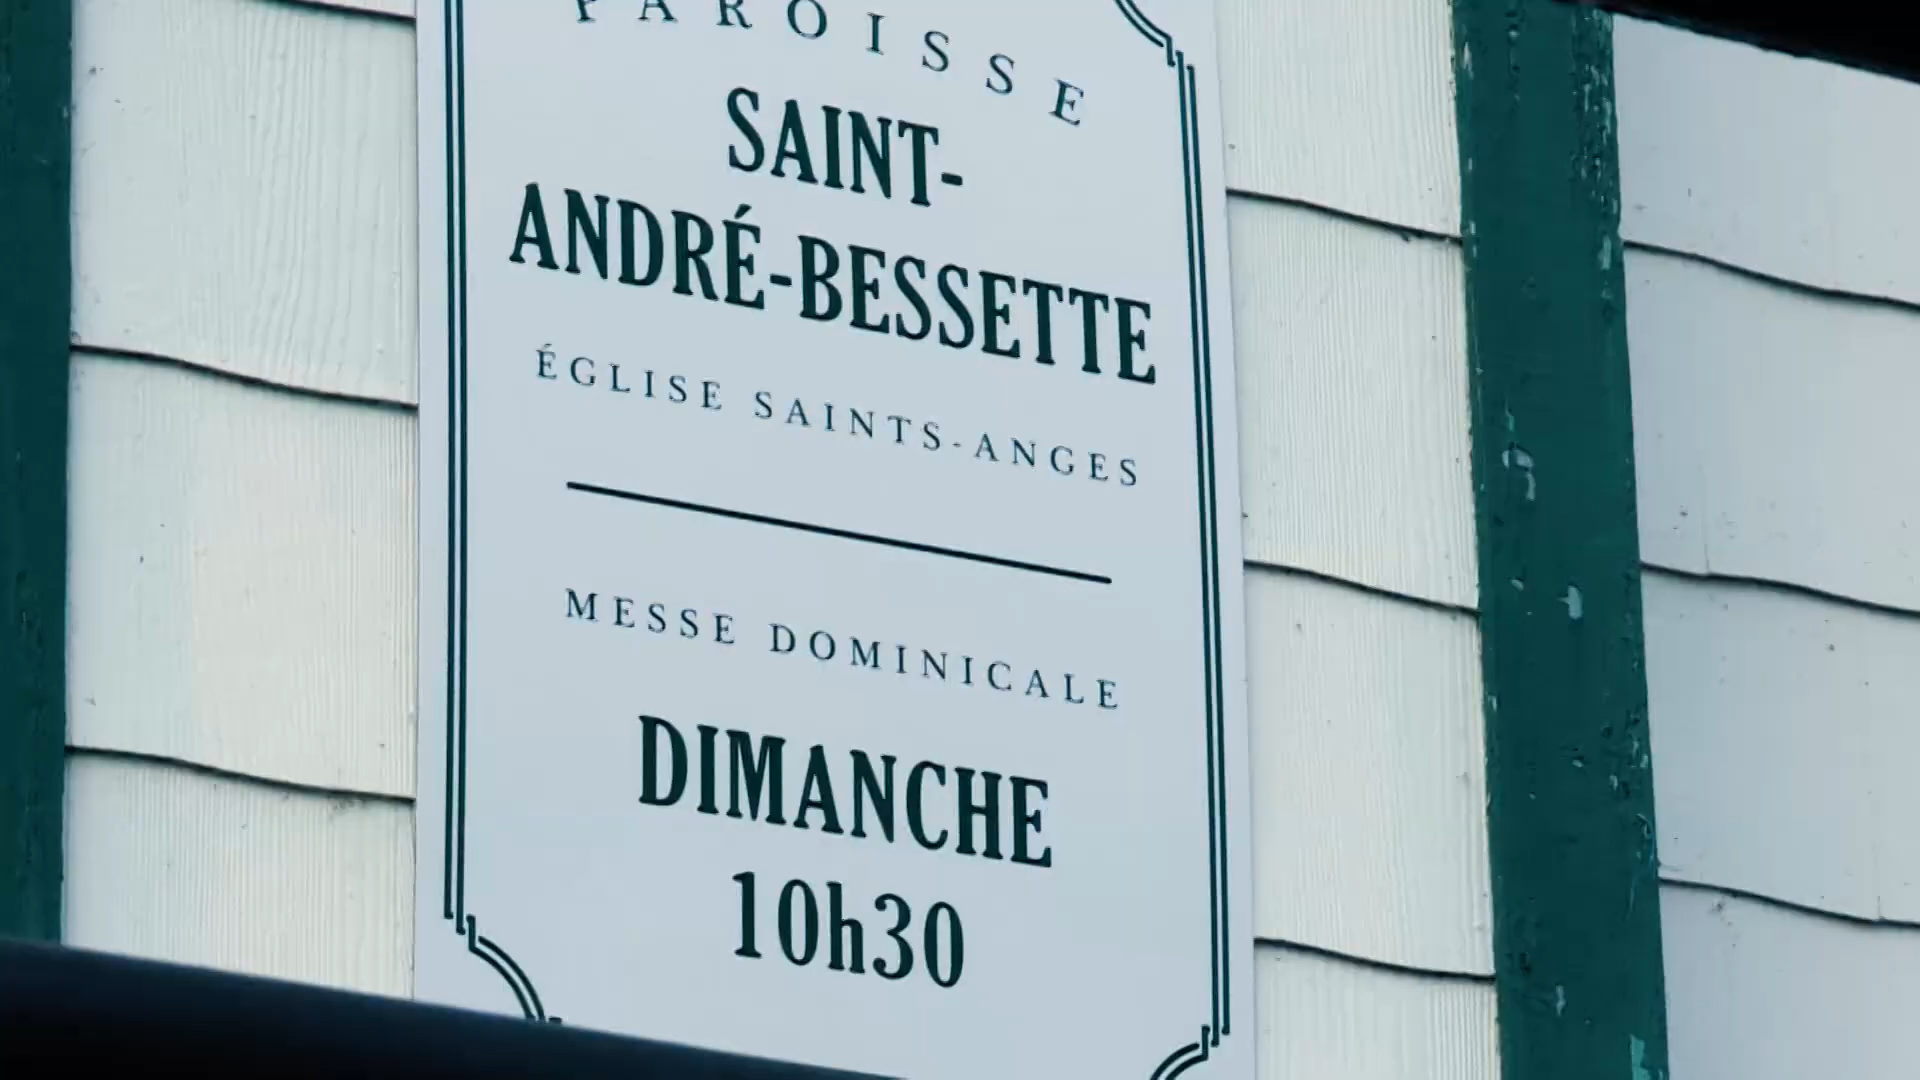 PAROISSE
SAINT-
ANDRÉ-BESSETTE
ÉGLISE SAINTS-ANGES
MESSE DOMINICALE
DIMANCHE
10h30